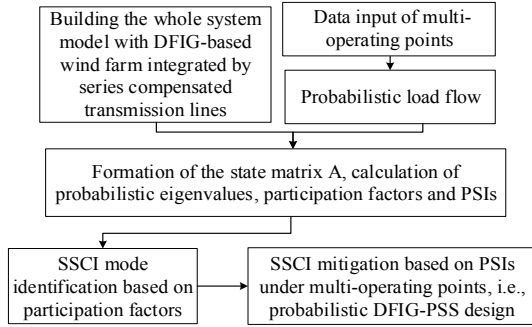 Building the whole system
model with DFIG-based
wind farm integrated by
series compensated
transmission lines
Data input of multi-
operating points
Probabilistic load flow
Formation of the state matrix A, calculation of
probabilistic eigenvalues, participation factors and PSIs
SSCI mode
identification based on
participation factors
SSCI mitigation based on PSIs
under multi-operating points, i.e.,
probabilistic DFIG-PSS design